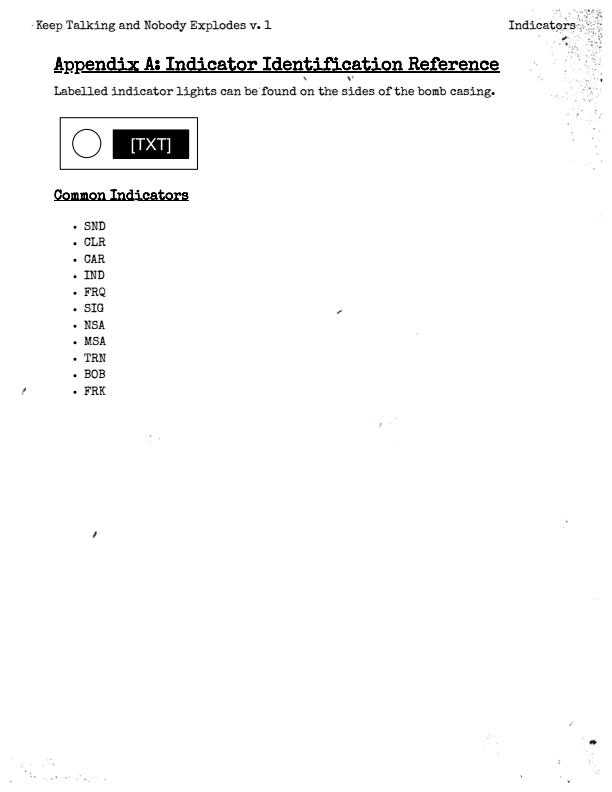 Keep Talking and Nobody Explodes v. 1
Indicators
Appendix A: Indicator Identification Reference
Labelled indicator lights can be found on the sides of the bomb casing.
[TXT]
Common Indicators
• SND
• CLR
• CAR
• IND
• FRQ
• SIG
• NSA
• MSA
• TRN
• BOB
• FRK